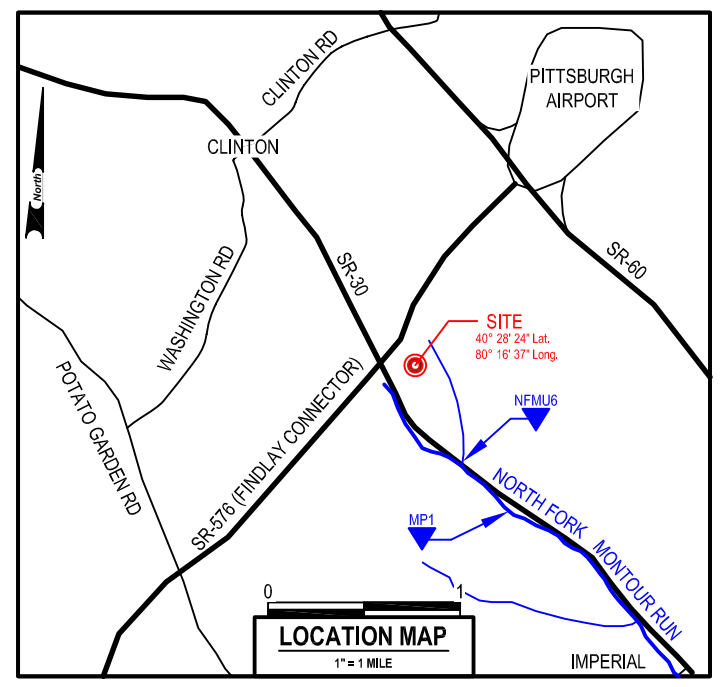 CLINTON RD
PITTSBURGH
AIRPORT
CLINTON
North
WASHINGTON RD
SR-30
SR-60
SITE
40° 28' 24" Lat.
80° 16' 37" Long.
POTATO GARDEN RD
SR-576 (FINDLAY CONNECTOR)
NFMU6
NORTH FORK MONTOUR RUN
MP1
0 1
LOCATION MAP
1" = 1 MILE
IMPERIAL